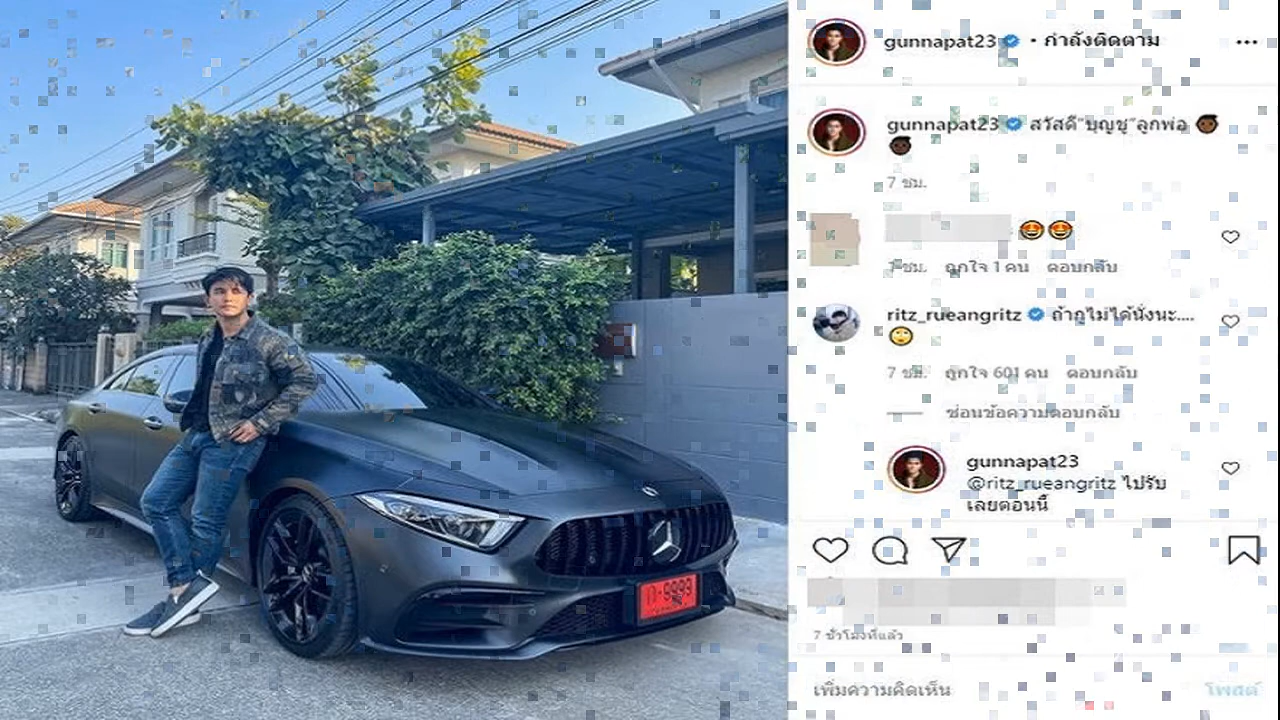 gunnapat23 • กำลังติดตาม
gunnapat23 สวัสดี"บุญชู"ลูกพ่อ
7 ชม.
7 ชม. ถูกใจ 1 คน ตอบกลับ
ritz_rueangritz ถ้ากูไม่ได้นั่งนะ....
7 ชม. ถูกใจ 601 คน ตอบกลับ
ซ่อนข้อความตอบกลับ
gunnapat23
@ritz_rueangritz ไปรับ
เลยตอนนี้
7 ชั่วโมงที่แล้ว
เพิ่มความคิดเห็น
โพสต์
-9993